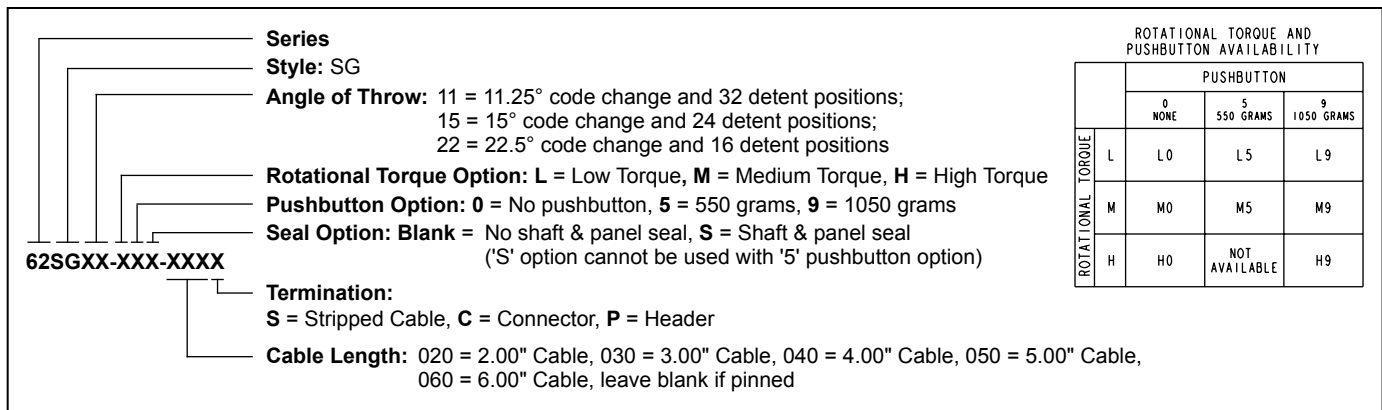 Series
Style: SG
Angle of Throw: 11 = 11.25° code change and 32 detent positions;
15 = 15° code change and 24 detent positions;
22 = 22.5° code change and 16 detent positions
Rotational Torque Option: L = Low Torque, M = Medium Torque, H = High Torque
Pushbutton Option: 0 = No pushbutton, 5 = 550 grams, 9 = 1050 grams
Seal Option: Blank = No shaft & panel seal, S = Shaft & panel seal
('S' option cannot be used with '5' pushbutton option)
62SGXX-XXX-XXXX
Termination:
S = Stripped Cable, C = Connector, P = Header
Cable Length: 020 = 2.00" Cable, 030 = 3.00" Cable, 040 = 4.00" Cable, 050 = 5.00" Cable,
060 = 6.00" Cable, leave blank if pinned
ROTATIONAL TORQUE AND
PUSHBUTTON AVAILABILITY
PUSHBUTTON
0
NONE
5
550 GRAMS
9
1050 GRAMS
ROTATIONAL TORQUE
L L0 L5 L9
M M0 M5 M9
H H0 NOT
AVAILABLE H9